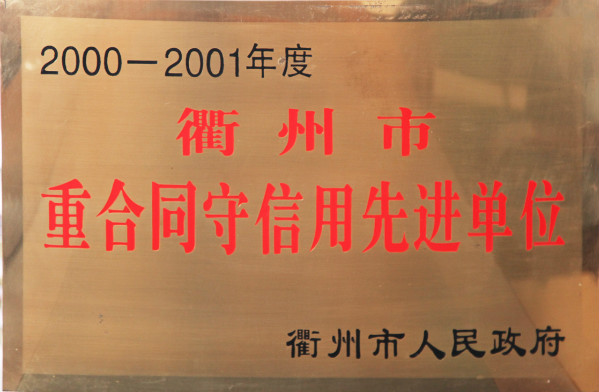 2000－2001年度
衢州市
重合同守信用先进单位
衢州市人民政府